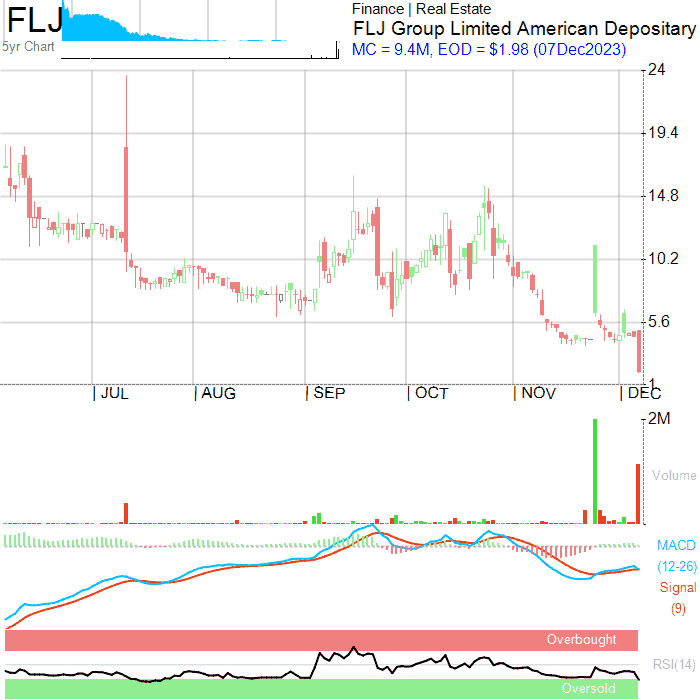 FLJ
5yr Chart
Finance | Real Estate
FLJ Group Limited American Depositary
MC = 9.4M, EOD = $1.98 (07Dec2023)
24
19.4
14.8
10.2
5.6
1
JUL AUG SEP OCT NOV DEC
2M
Volume
MACD
(12-26)
Signal
(9)
Overbought
RSI(14)
Oversold